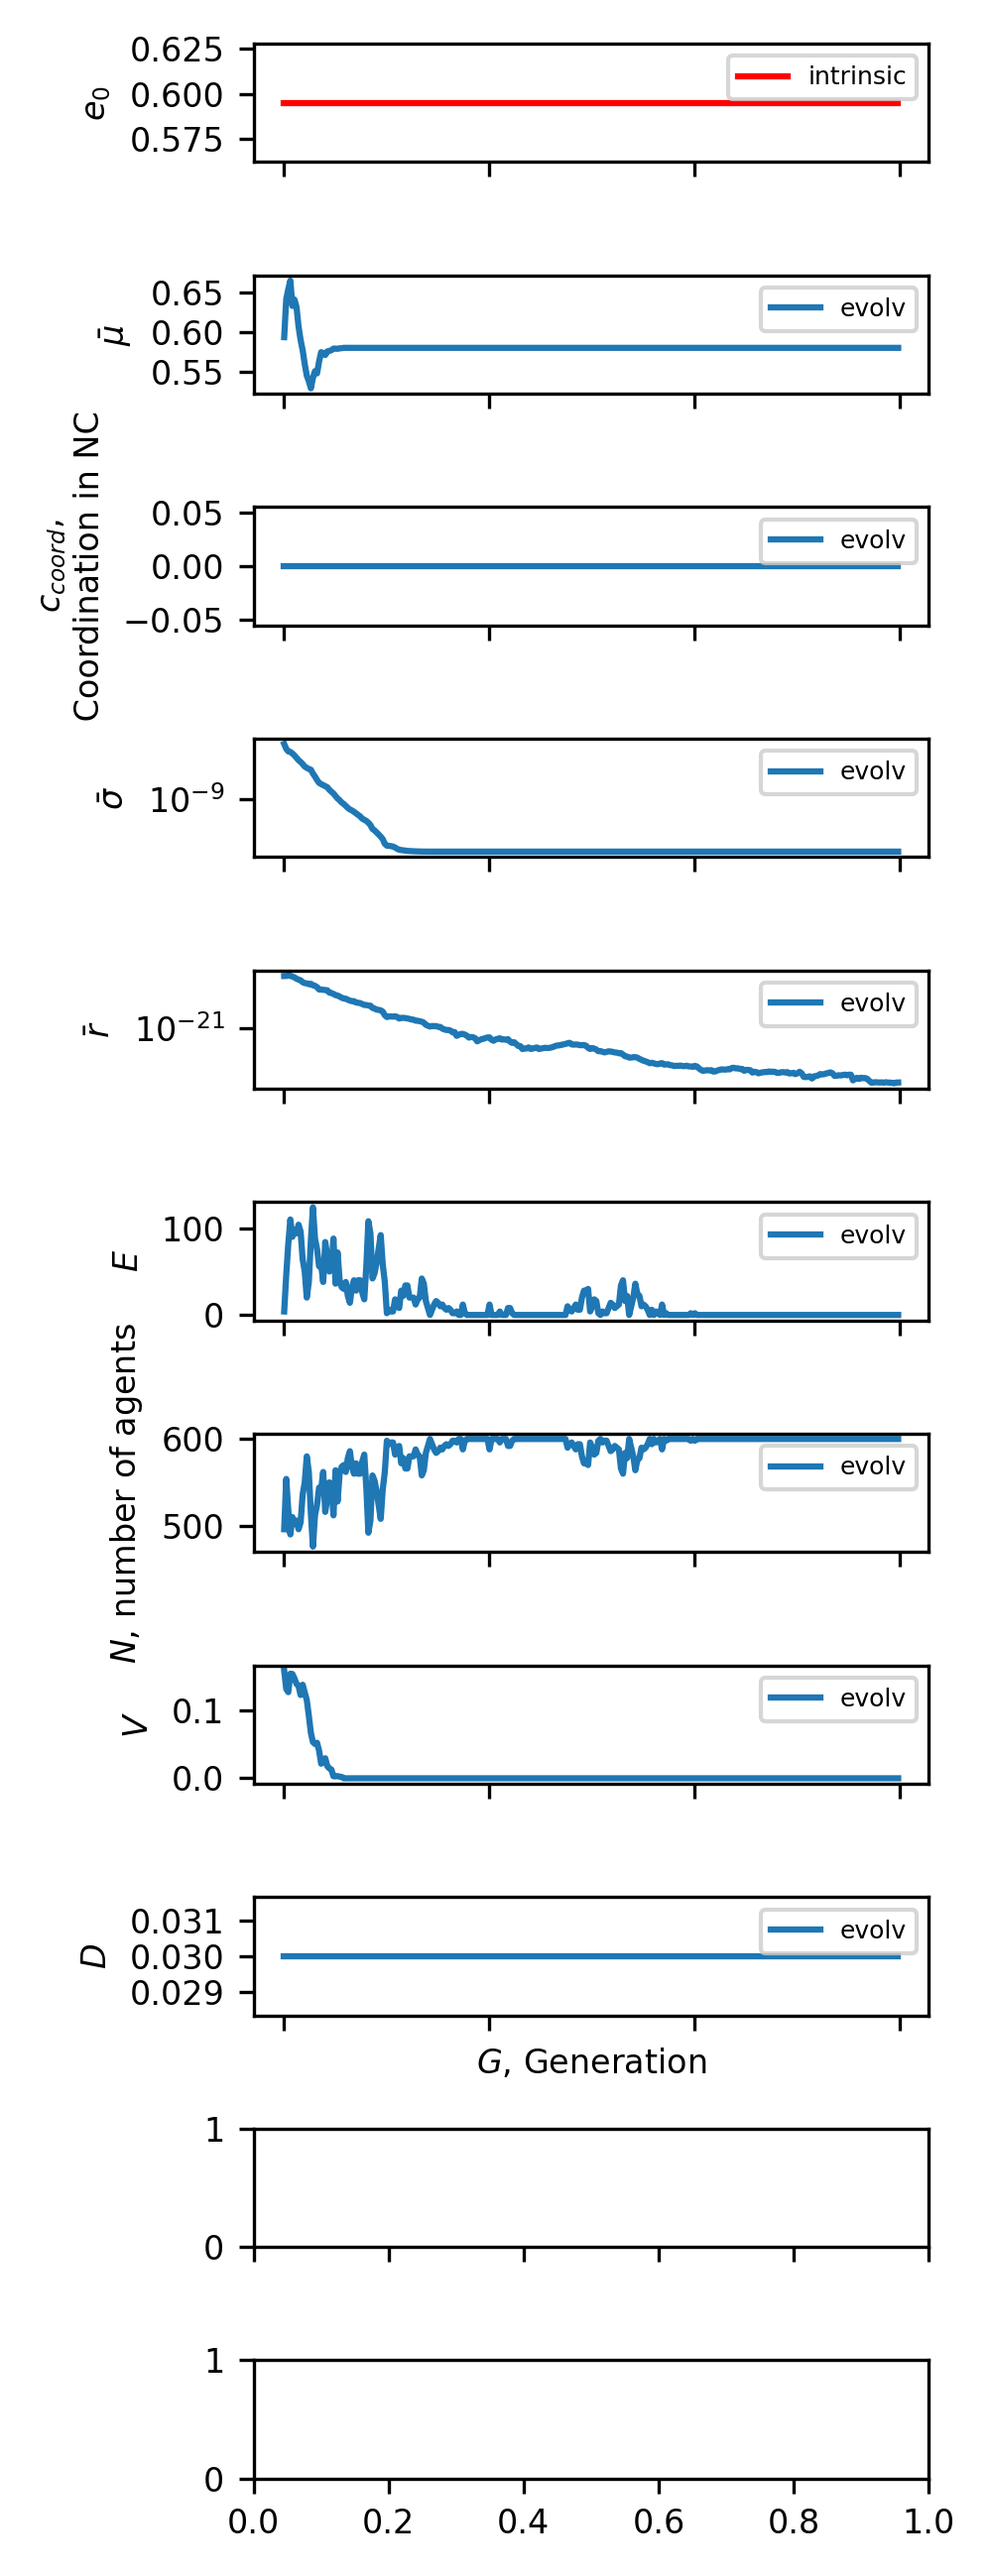 0.625
0.600
0.575
e₀
intrinsic
0.65
0.60
0.55
μ̄
evolv
0.05
0.00
−0.05
c_coord,
Coordination in NC
evolv
10⁻⁹
σ̄
evolv
10⁻²¹
r̄
evolv
100
0
E
evolv
600
500
N, number of agents
evolv
0.1
0.0
V
evolv
0.031
0.030
0.029
D
evolv
G, Generation
1
0
1
0
0.0 0.2 0.4 0.6 0.8 1.0